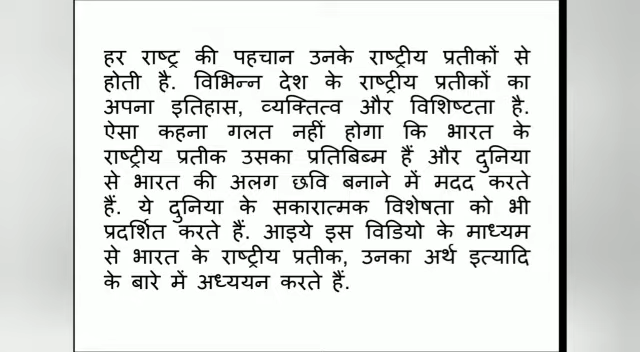 हर राष्ट्र की पहचान उनके राष्ट्रीय प्रतीकों से
होती है. विभिन्न देश के राष्ट्रीय प्रतीकों का
अपना इतिहास, व्यक्तित्व और विशिष्टता है.
ऐसा कहना गलत नहीं होगा कि भारत के
राष्ट्रीय प्रतीक उसका प्रतिबिब्म हैं और दुनिया
से भारत की अलग छवि बनाने में मदद करते
हैं. ये दुनिया के सकारात्मक विशेषता को भी
प्रदर्शित करते हैं. आइये इस विडियो के माध्यम
से भारत के राष्ट्रीय प्रतीक, उनका अर्थ इत्यादि
के बारे में अध्ययन करते हैं.